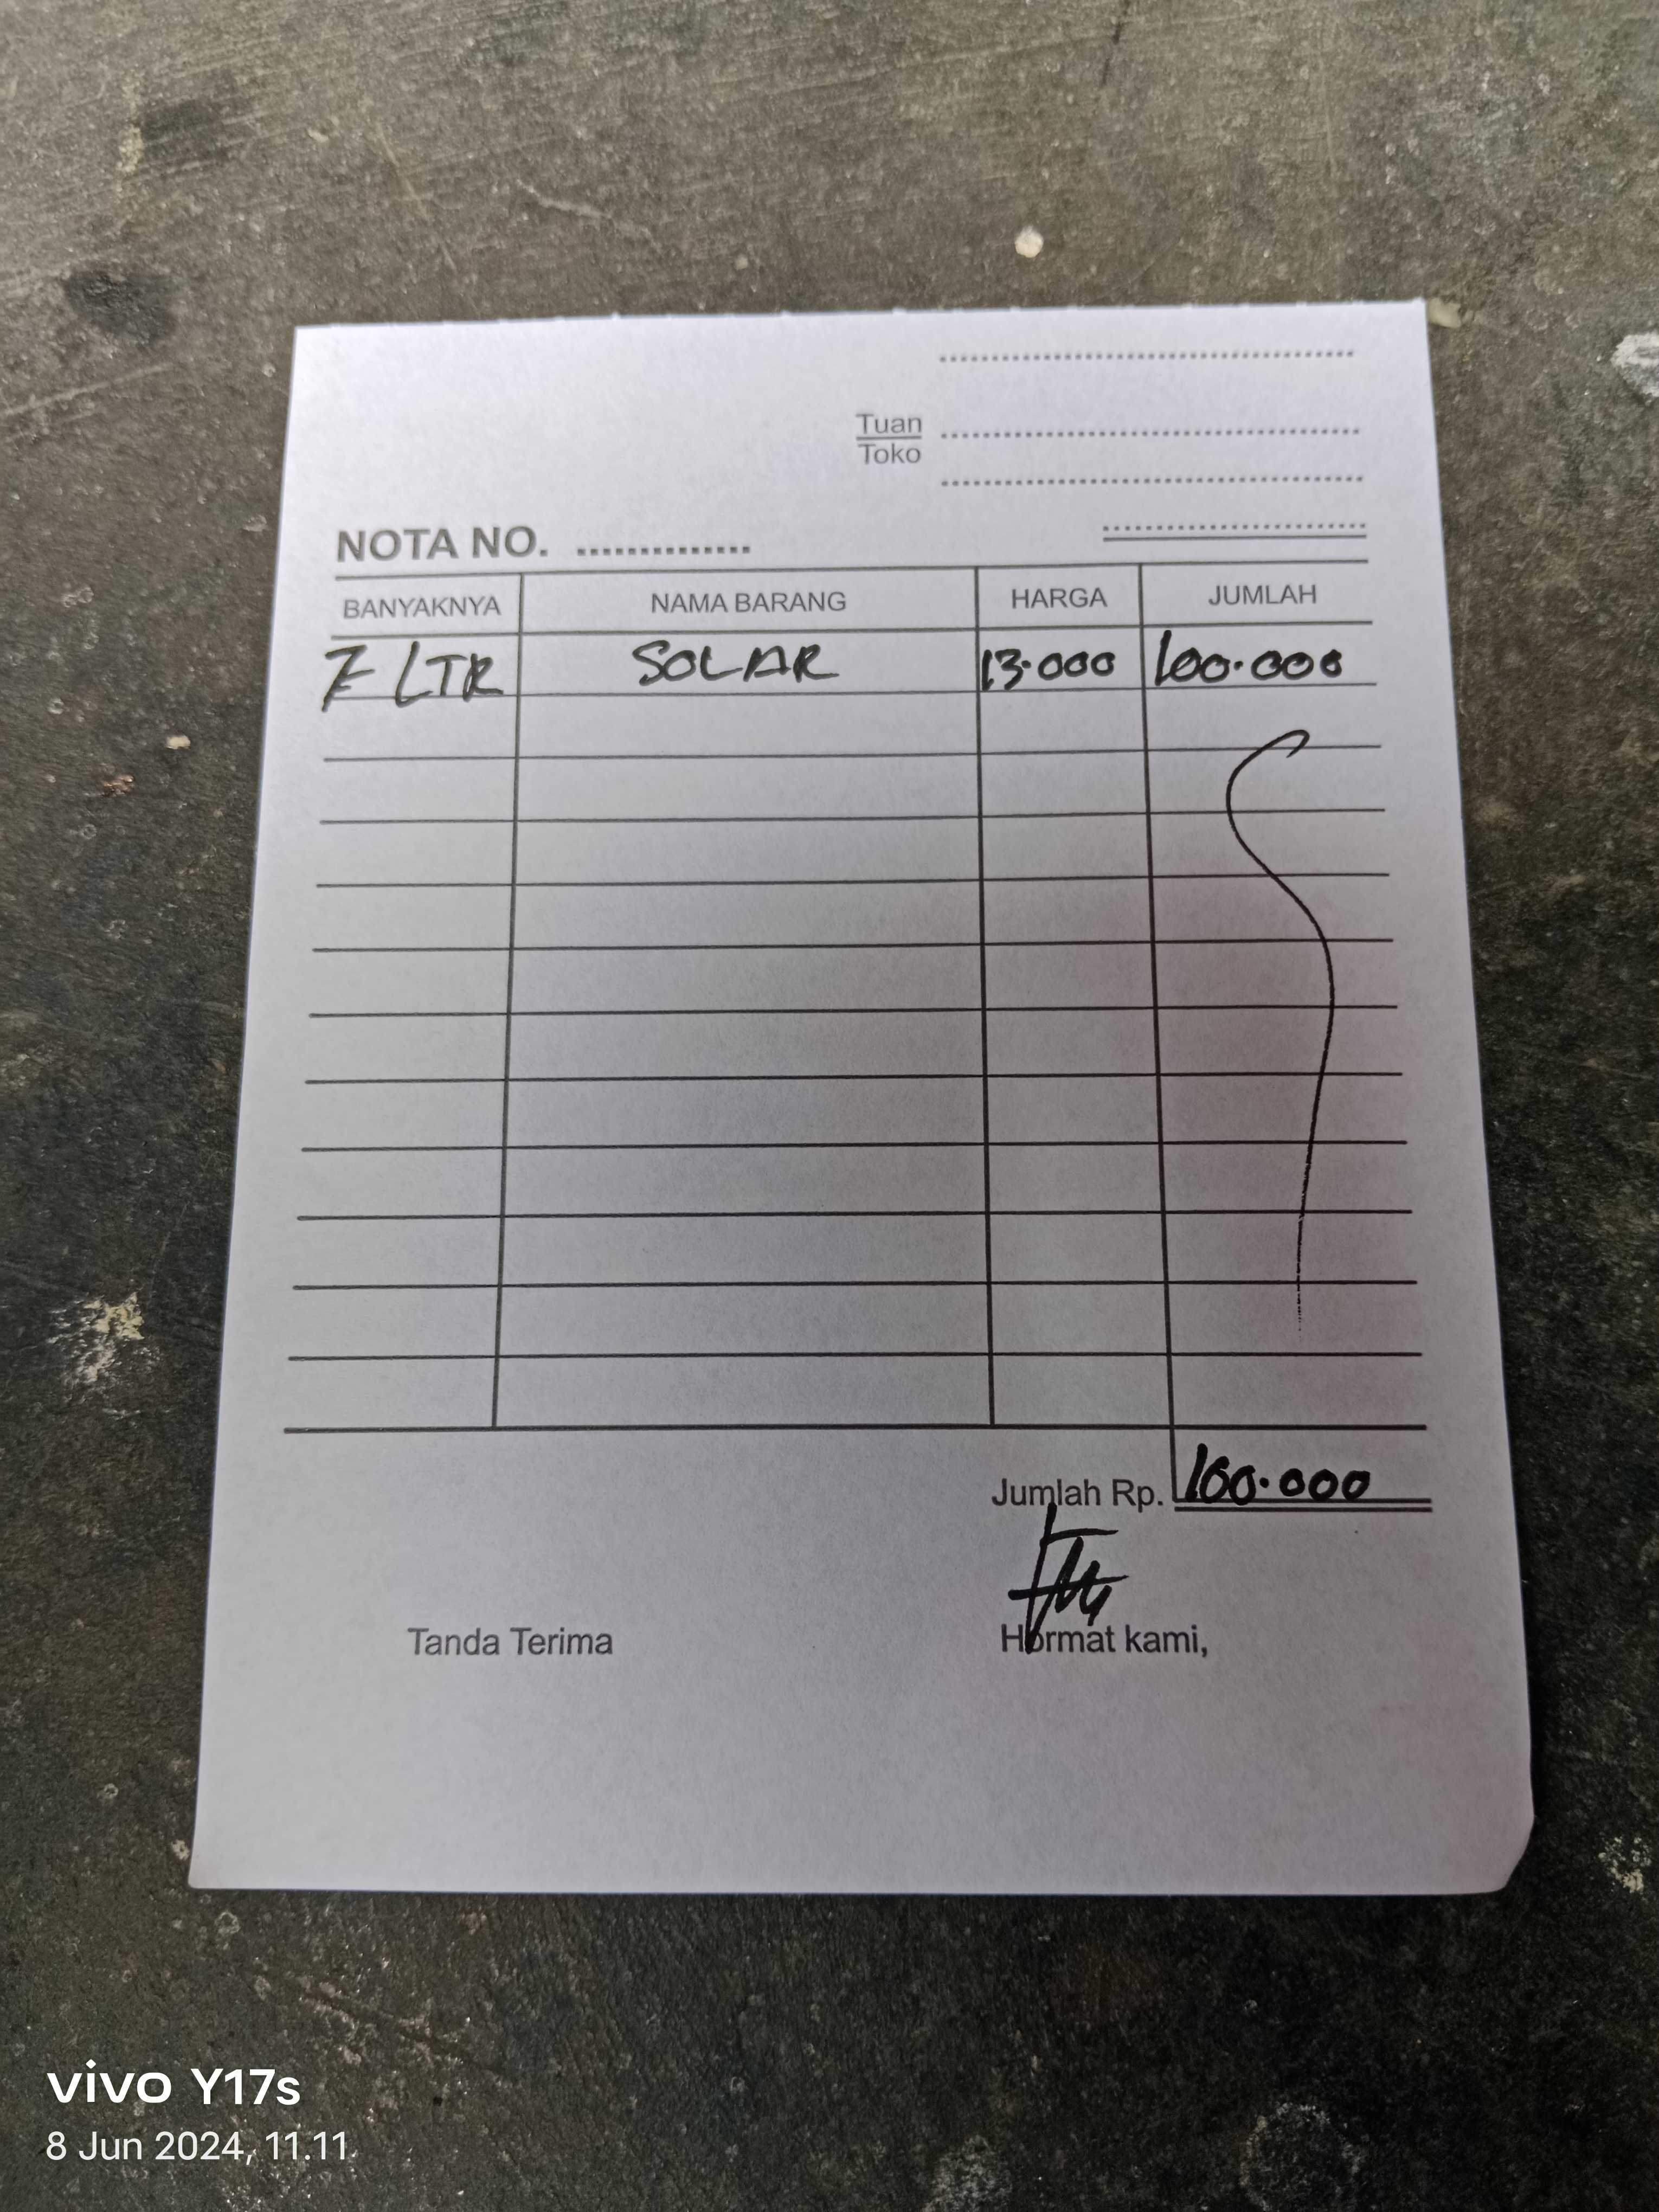 Tuan
Toko
NOTA NO. ..............
BANYAKNYA NAMA BARANG HARGA JUMLAH
7 LTR SOLAR 13.000 100.000
Jumlah Rp. 100.000
Tanda Terima Hormat kami,
vivo Y17s
8 Jun 2024, 11.11